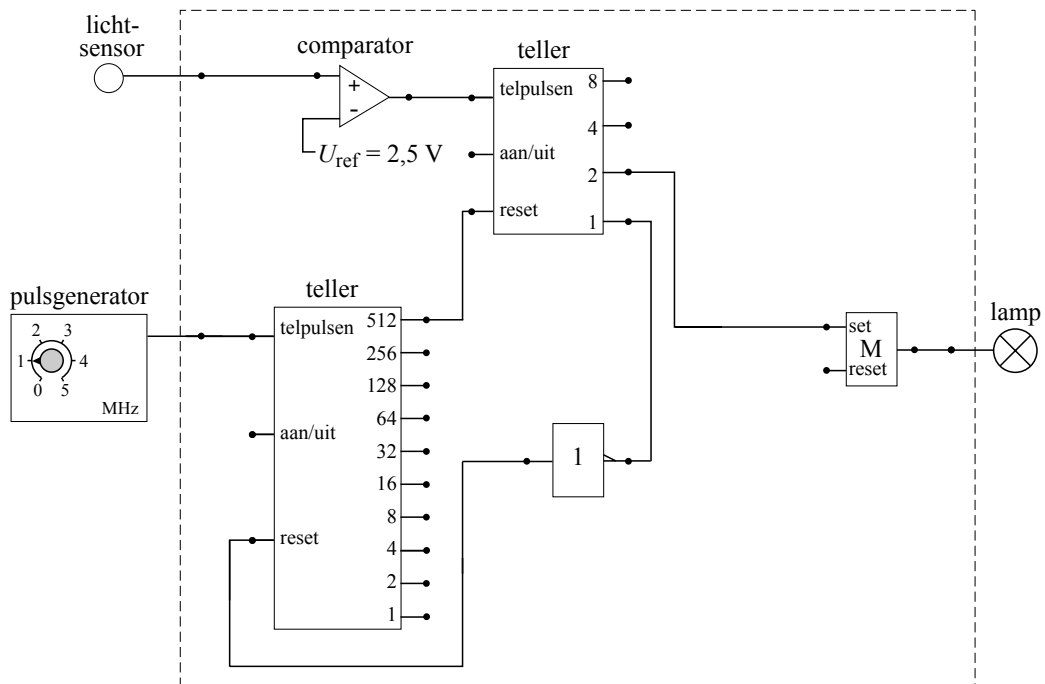 licht-
sensor
comparator
+
-
U_ref = 2,5 V
teller
telpulsen
aan/uit
reset
8
4
2
1
pulsgenerator
0
1
2
3
4
5
MHz
teller
telpulsen
aan/uit
reset
512
256
128
64
32
16
8
4
2
1
1
set
M
reset
lamp